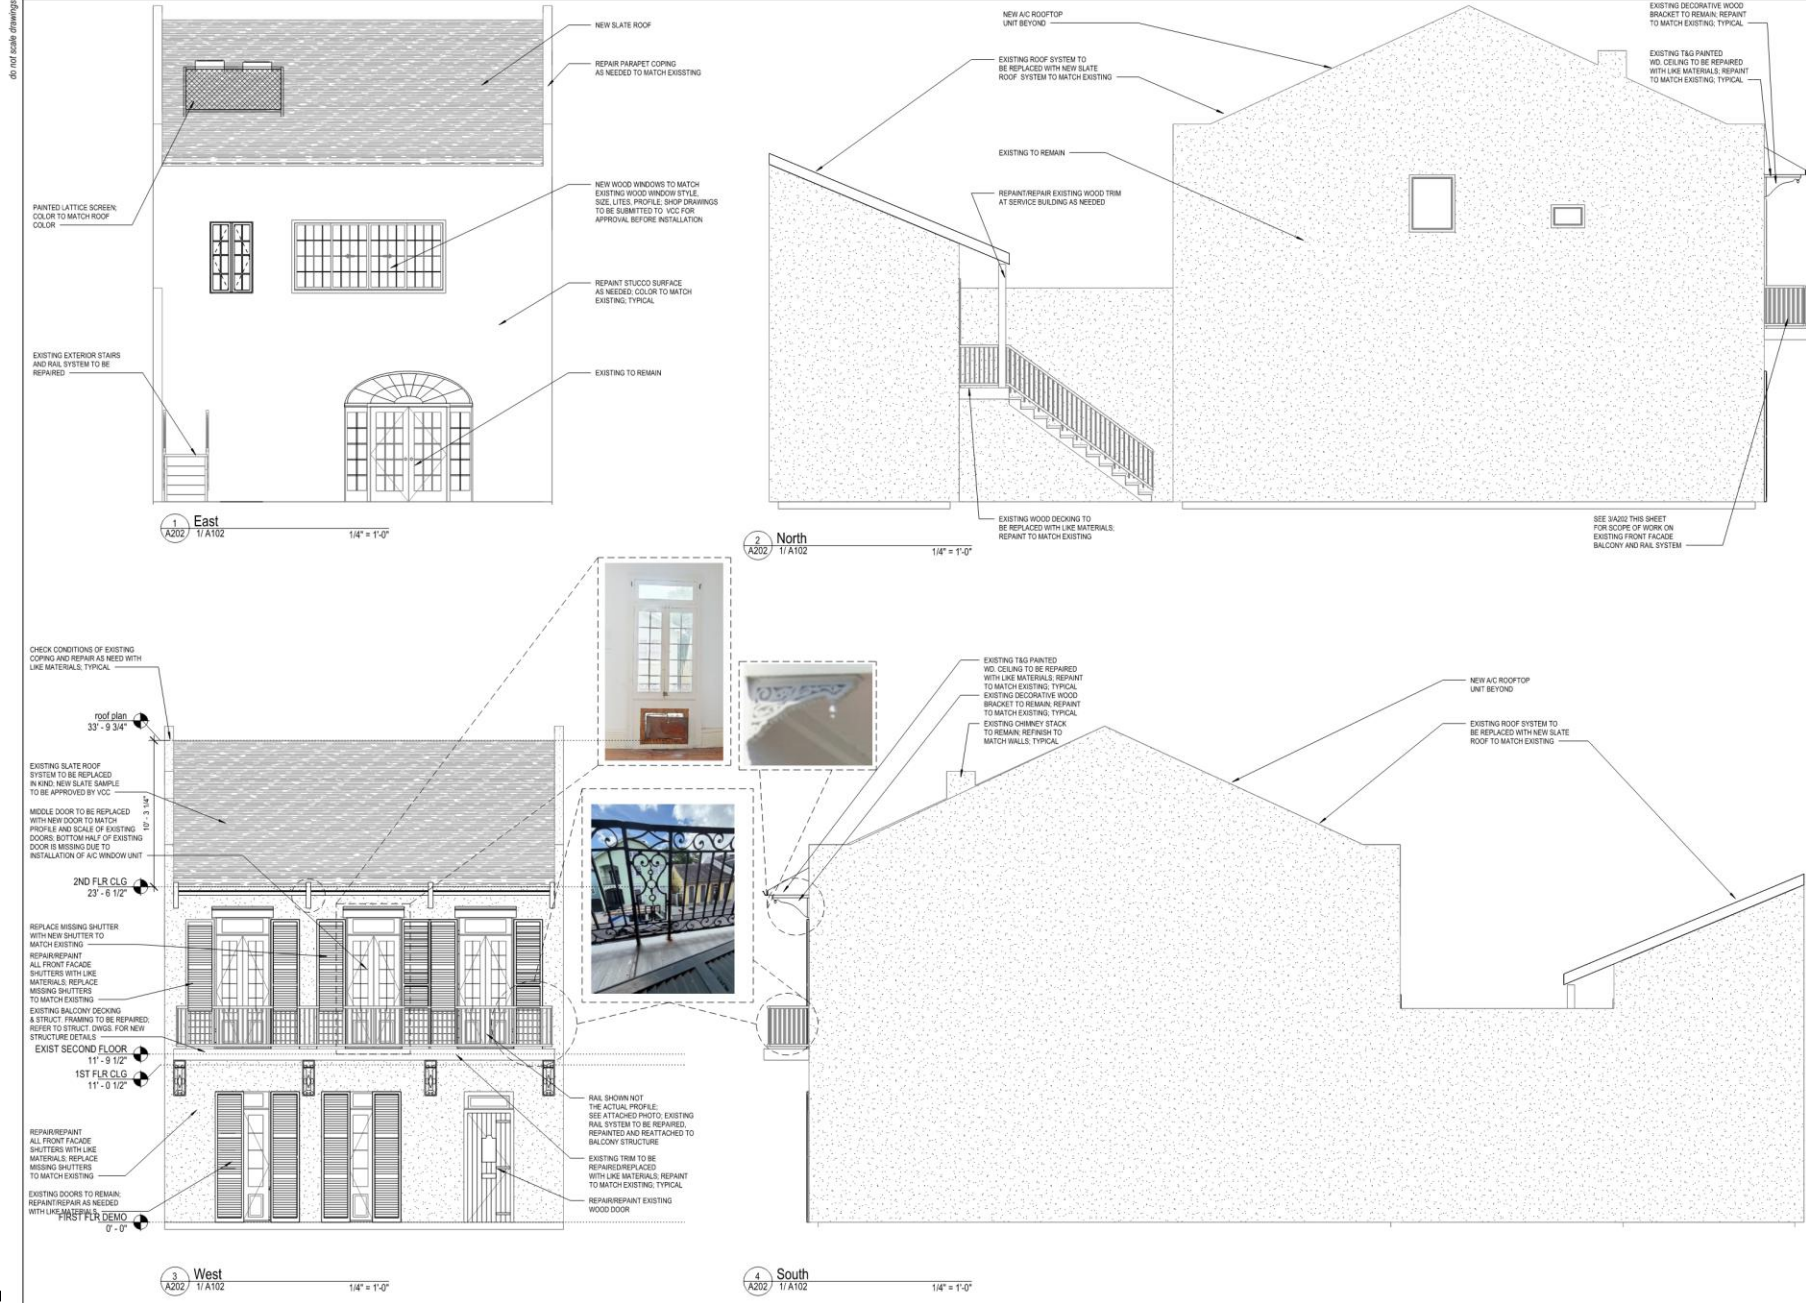 do not scale drawings
NEW SLATE ROOF
REPAIR PARAPET COPING
AS NEEDED TO MATCH EXISSTING
PAINTED LATTICE SCREEN;
COLOR TO MATCH ROOF
COLOR
NEW WOOD WINDOWS TO MATCH
EXISTING WOOD WINDOW STYLE,
SIZE, LITES, PROFILE; SHOP DRAWINGS
TO BE SUBMITTED TO VCC FOR
APPROVAL BEFORE INSTALLATION
REPAINT STUCCO SURFACE
AS NEEDED; COLOR TO MATCH
EXISTING; TYPICAL
EXISTING EXTERIOR STAIRS
AND RAIL SYSTEM TO BE
REPAIRED
EXISTING TO REMAIN
1
A202
East
1/ A102
1/4" = 1'-0"
NEW A/C ROOFTOP
UNIT BEYOND
EXISTING ROOF SYSTEM TO
BE REPLACED WITH NEW SLATE
ROOF SYSTEM TO MATCH EXISTING
EXISTING TO REMAIN
REPAINT/REPAIR EXISTING WOOD TRIM
AT SERVICE BUILDING AS NEEDED
EXISTING DECORATIVE WOOD
BRACKET TO REMAIN; REPAINT
TO MATCH EXISTING; TYPICAL
EXISTING T&G PAINTED
WD. CEILING TO BE REPAIRED
WITH LIKE MATERIALS; REPAINT
TO MATCH EXISTING; TYPICAL
EXISTING WOOD DECKING TO
BE REPLACED WITH LIKE MATERIALS;
REPAINT TO MATCH EXISTING
SEE 3/A202 THIS SHEET
FOR SCOPE OF WORK ON
EXISTING FRONT FACADE
BALCONY AND RAIL SYSTEM
2
A202
North
1/ A102
1/4" = 1'-0"
CHECK CONDITIONS OF EXISTING
COPING AND REPAIR AS NEED WITH
LIKE MATERIALS; TYPICAL
roof plan
33' - 9 3/4"
EXISTING SLATE ROOF
SYSTEM TO BE REPLACED
IN KIND; NEW SLATE SAMPLE
TO BE APPROVED BY VCC
10' - 3 1/4"
MIDDLE DOOR TO BE REPLACED
WITH NEW DOOR TO MATCH
PROFILE AND SCALE OF EXISTING
DOORS; BOTTOM HALF OF EXISTING
DOOR IS MISSING DUE TO
INSTALLATION OF A/C WINDOW UNIT
2ND FLR CLG
23' - 6 1/2"
REPLACE MISSING SHUTTER
WITH NEW SHUTTER TO
MATCH EXISTING
REPAIR/REPAINT
ALL FRONT FACADE
SHUTTERS WITH LIKE
MATERIALS; REPLACE
MISSING SHUTTERS
TO MATCH EXISTING
EXISTING BALCONY DECKING
& STRUCT. FRAMING TO BE REPAIRED;
REFER TO STRUCT. DWGS. FOR NEW
STRUCTURE DETAILS
EXIST SECOND FLOOR
11' - 9 1/2"
1ST FLR CLG
11' - 0 1/2"
REPAIR/REPAINT
ALL FRONT FACADE
SHUTTERS WITH LIKE
MATERIALS; REPLACE
MISSING SHUTTERS
TO MATCH EXISTING
EXISTING DOORS TO REMAIN;
REPAINT/REPAIR AS NEEDED
WITH LIKE MATERIALS
FIRST FLR DEMO
0' - 0"
RAIL SHOWN NOT
THE ACTUAL PROFILE;
SEE ATTACHED PHOTO; EXISTING
RAIL SYSTEM TO BE REPAIRED,
REPAINTED AND REATTACHED TO
BALCONY STRUCTURE
EXISTING TRIM TO BE
REPAIRED/REPLACED
WITH LIKE MATERIALS; REPAINT
TO MATCH EXISTING; TYPICAL
REPAIR/REPAINT EXISTING
WOOD DOOR
3
A202
West
1/ A102
1/4" = 1'-0"
EXISTING T&G PAINTED
WD. CEILING TO BE REPAIRED
WITH LIKE MATERIALS; REPAINT
TO MATCH EXISTING; TYPICAL
EXISTING DECORATIVE WOOD
BRACKET TO REMAIN; REPAINT
TO MATCH EXISTING; TYPICAL
EXISTING CHIMNEY STACK
TO REMAIN; REFINISH TO
MATCH WALLS; TYPICAL
NEW A/C ROOFTOP
UNIT BEYOND
EXISTING ROOF SYSTEM TO
BE REPLACED WITH NEW SLATE
ROOF TO MATCH EXISTING
4
A202
South
1/ A102
1/4" = 1'-0"